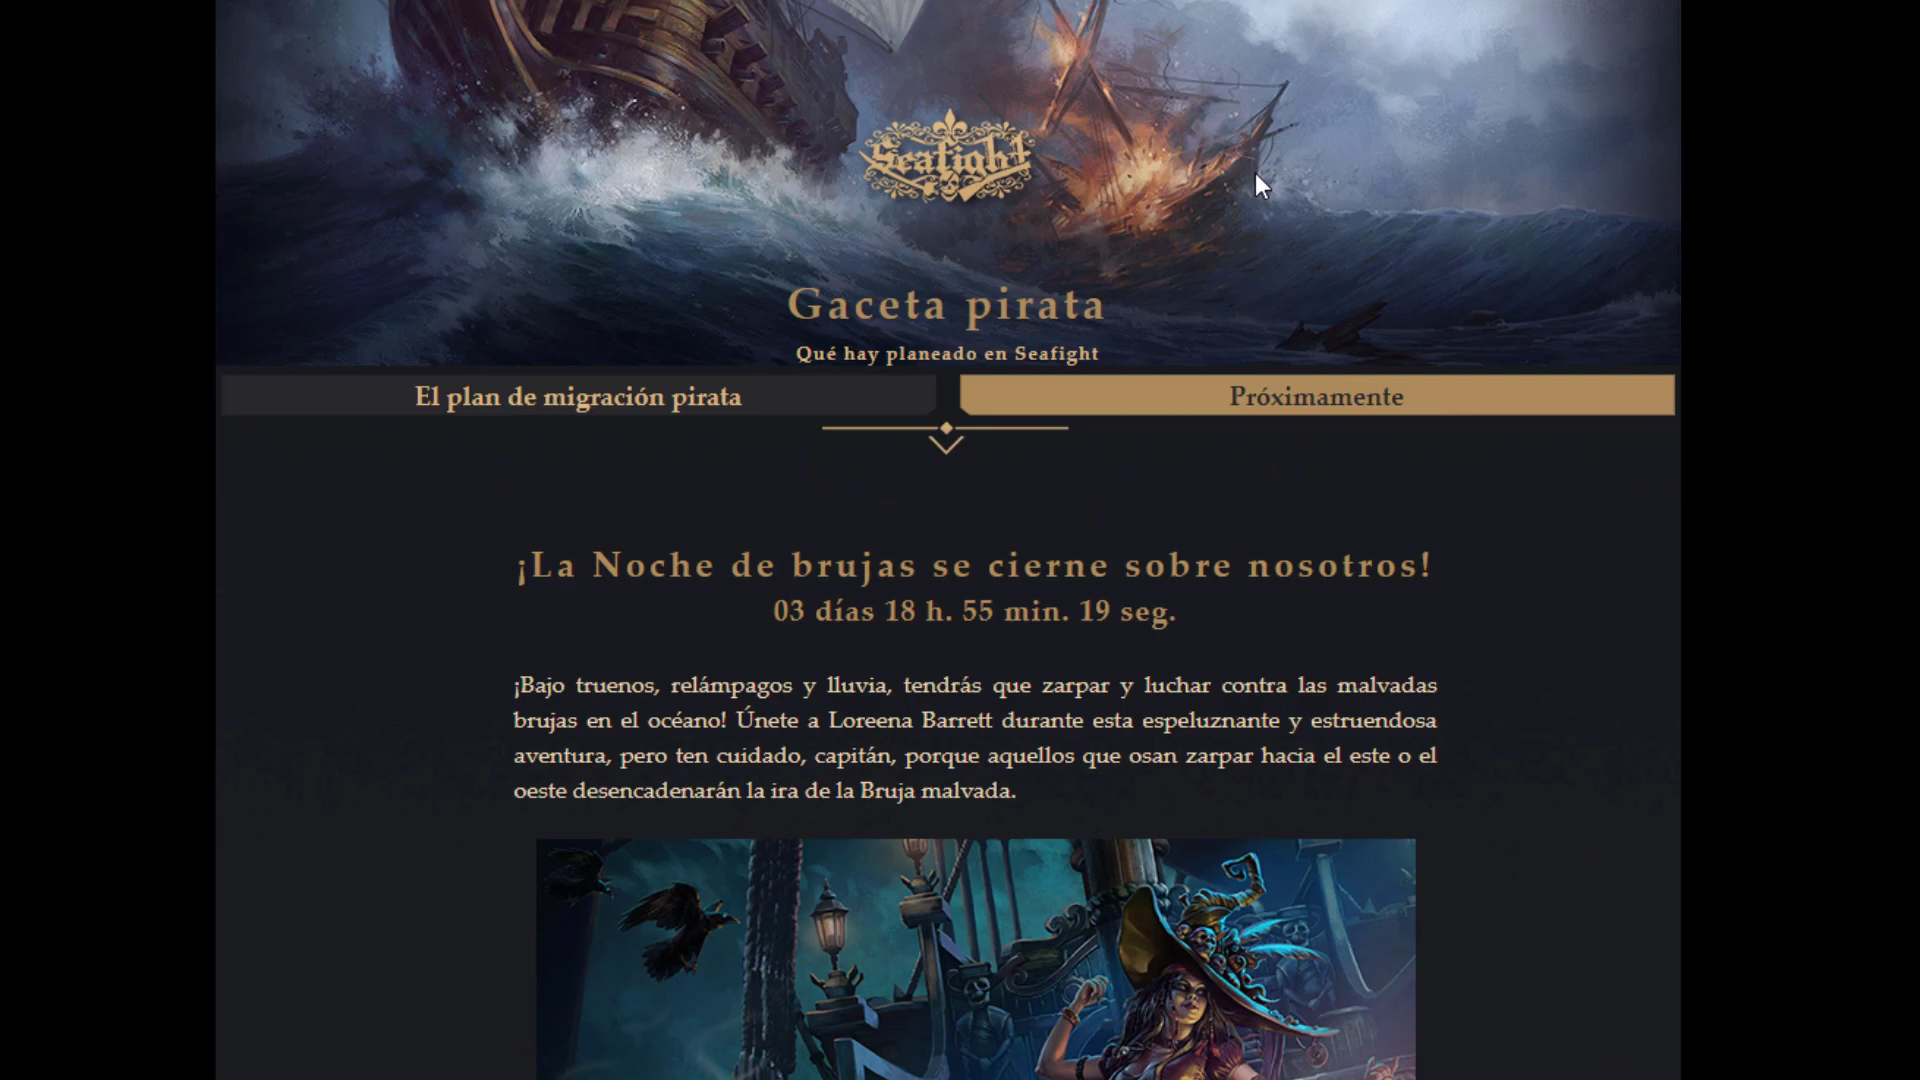 Seafight
Gaceta pirata
Qué hay planeado en Seafight
El plan de migración pirata
Próximamente
¡La Noche de brujas se cierne sobre nosotros!
03 días 18 h. 55 min. 19 seg.
¡Bajo truenos, relámpagos y lluvia, tendrás que zarpar y luchar contra las malvadas
brujas en el océano! Únete a Loreena Barrett durante esta espeluznante y estruendosa
aventura, pero ten cuidado, capitán, porque aquellos que osan zarpar hacia el este o el
oeste desencadenarán la ira de la Bruja malvada.